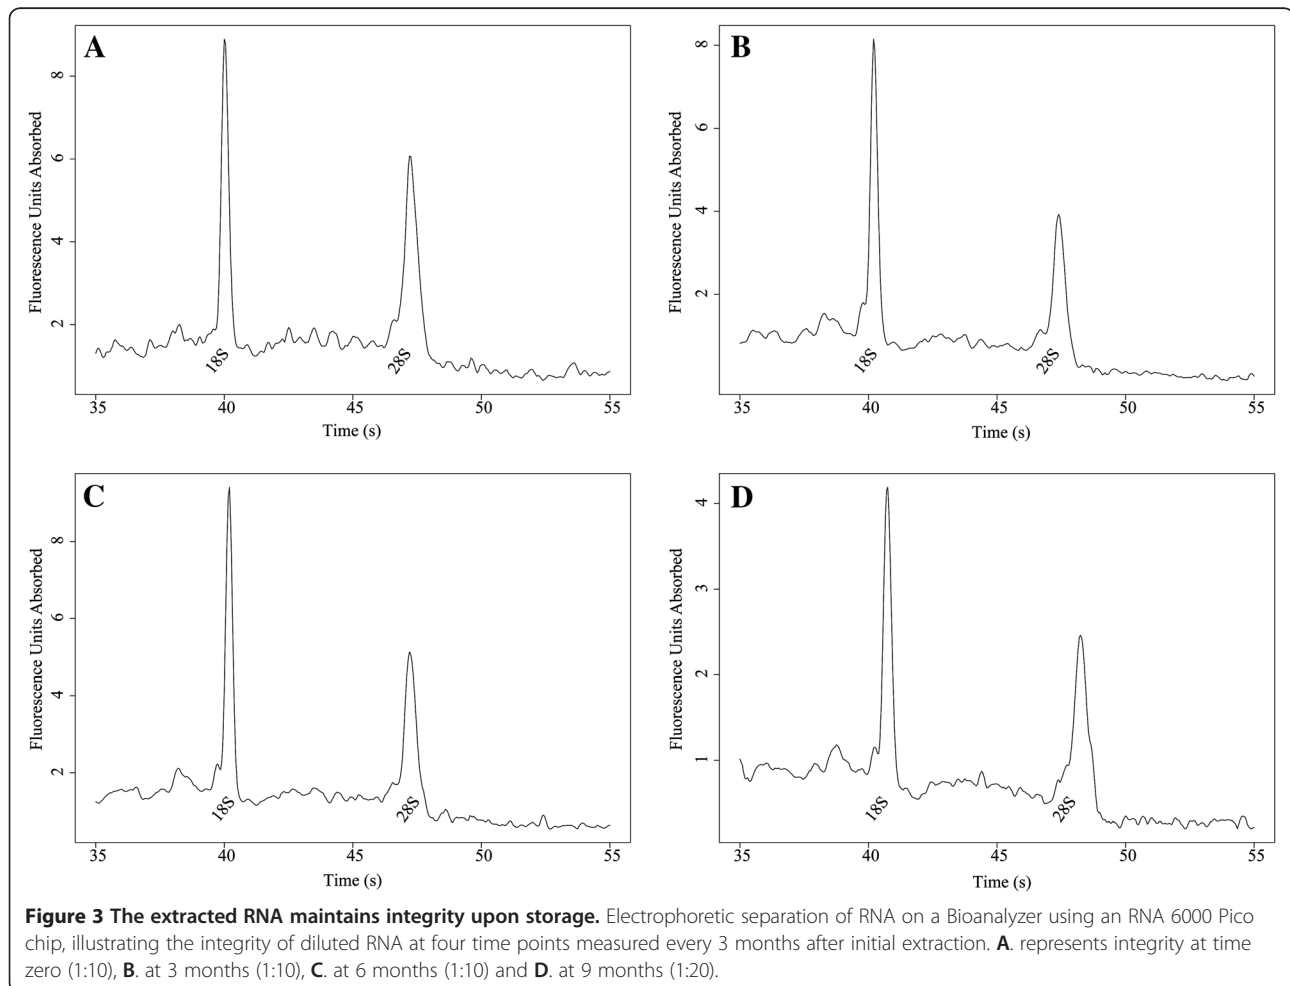 A
8
6
4
2
Fluorescence Units Absorbed
18S
28S
35 40 45 50 55
Time (s)
B
8
6
4
2
Fluorescence Units Absorbed
18S
28S
35 40 45 50 55
Time (s)
C
8
6
4
2
Fluorescence Units Absorbed
18S
28S
35 40 45 50 55
Time (s)
D
4
3
2
1
Fluorescence Units Absorbed
18S
28S
35 40 45 50 55
Time (s)
Figure 3 The extracted RNA maintains integrity upon storage. Electrophoretic separation of RNA on a Bioanalyzer using an RNA 6000 Pico
chip, illustrating the integrity of diluted RNA at four time points measured every 3 months after initial extraction. A. represents integrity at time
zero (1:10), B. at 3 months (1:10), C. at 6 months (1:10) and D. at 9 months (1:20).